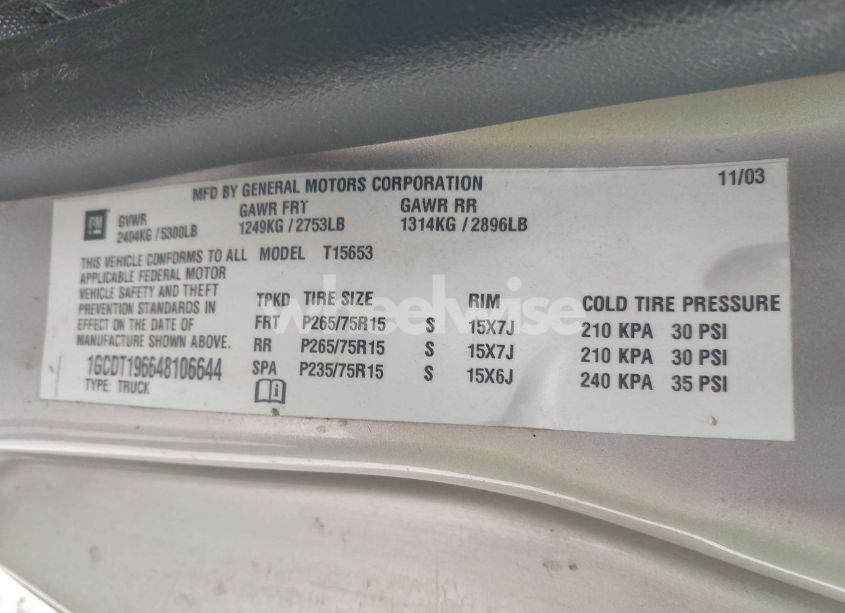 MFD BY GENERAL MOTORS CORPORATION 11/03
GM GVWR GAWR FRT GAWR RR
2404KG / 5300LB 1249KG / 2753LB 1314KG / 2896LB
THIS VEHICLE CONFORMS TO ALL MODEL T15653
APPLICABLE FEDERAL MOTOR
VEHICLE SAFETY AND THEFT
PREVENTION STANDARDS IN
EFFECT ON THE DATE OF
MANUFACTURE SHOWN ABOVE.
1GCDT196648106644
TYPE: TRUCK
TPKD TIRE SIZE RIM COLD TIRE PRESSURE
FRT P265/75R15 S 15X7J 210 KPA 30 PSI
RR P265/75R15 S 15X7J 210 KPA 30 PSI
SPA P235/75R15 S 15X6J 240 KPA 35 PSI
wheelwise